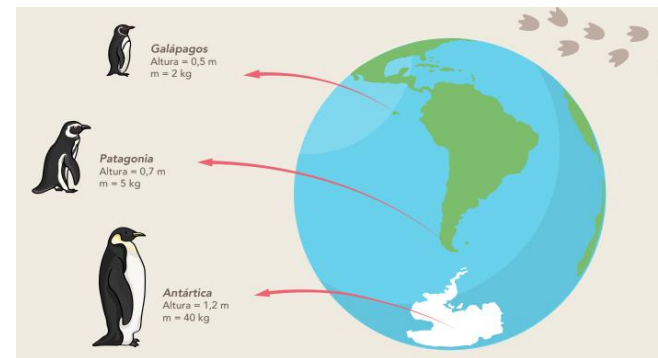 Galápagos
Altura = 0,5 m
m = 2 kg
Patagonia
Altura = 0,7 m
m = 5 kg
Antártica
Altura = 1,2 m
m = 40 kg